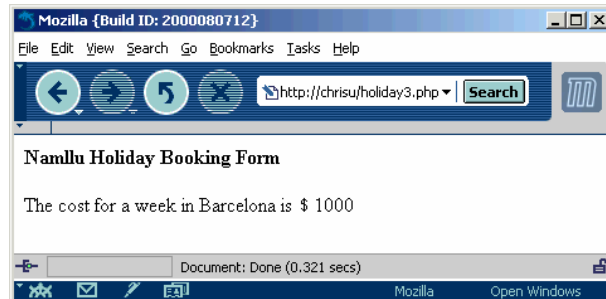 Mozilla {Build ID: 2000080712}
File Edit View Search Go Bookmarks Tasks Help
http://chrisu/holiday3.php Search
Namllu Holiday Booking Form
The cost for a week in Barcelona is $ 1000
Document: Done (0.321 secs)
Mozilla Open Windows